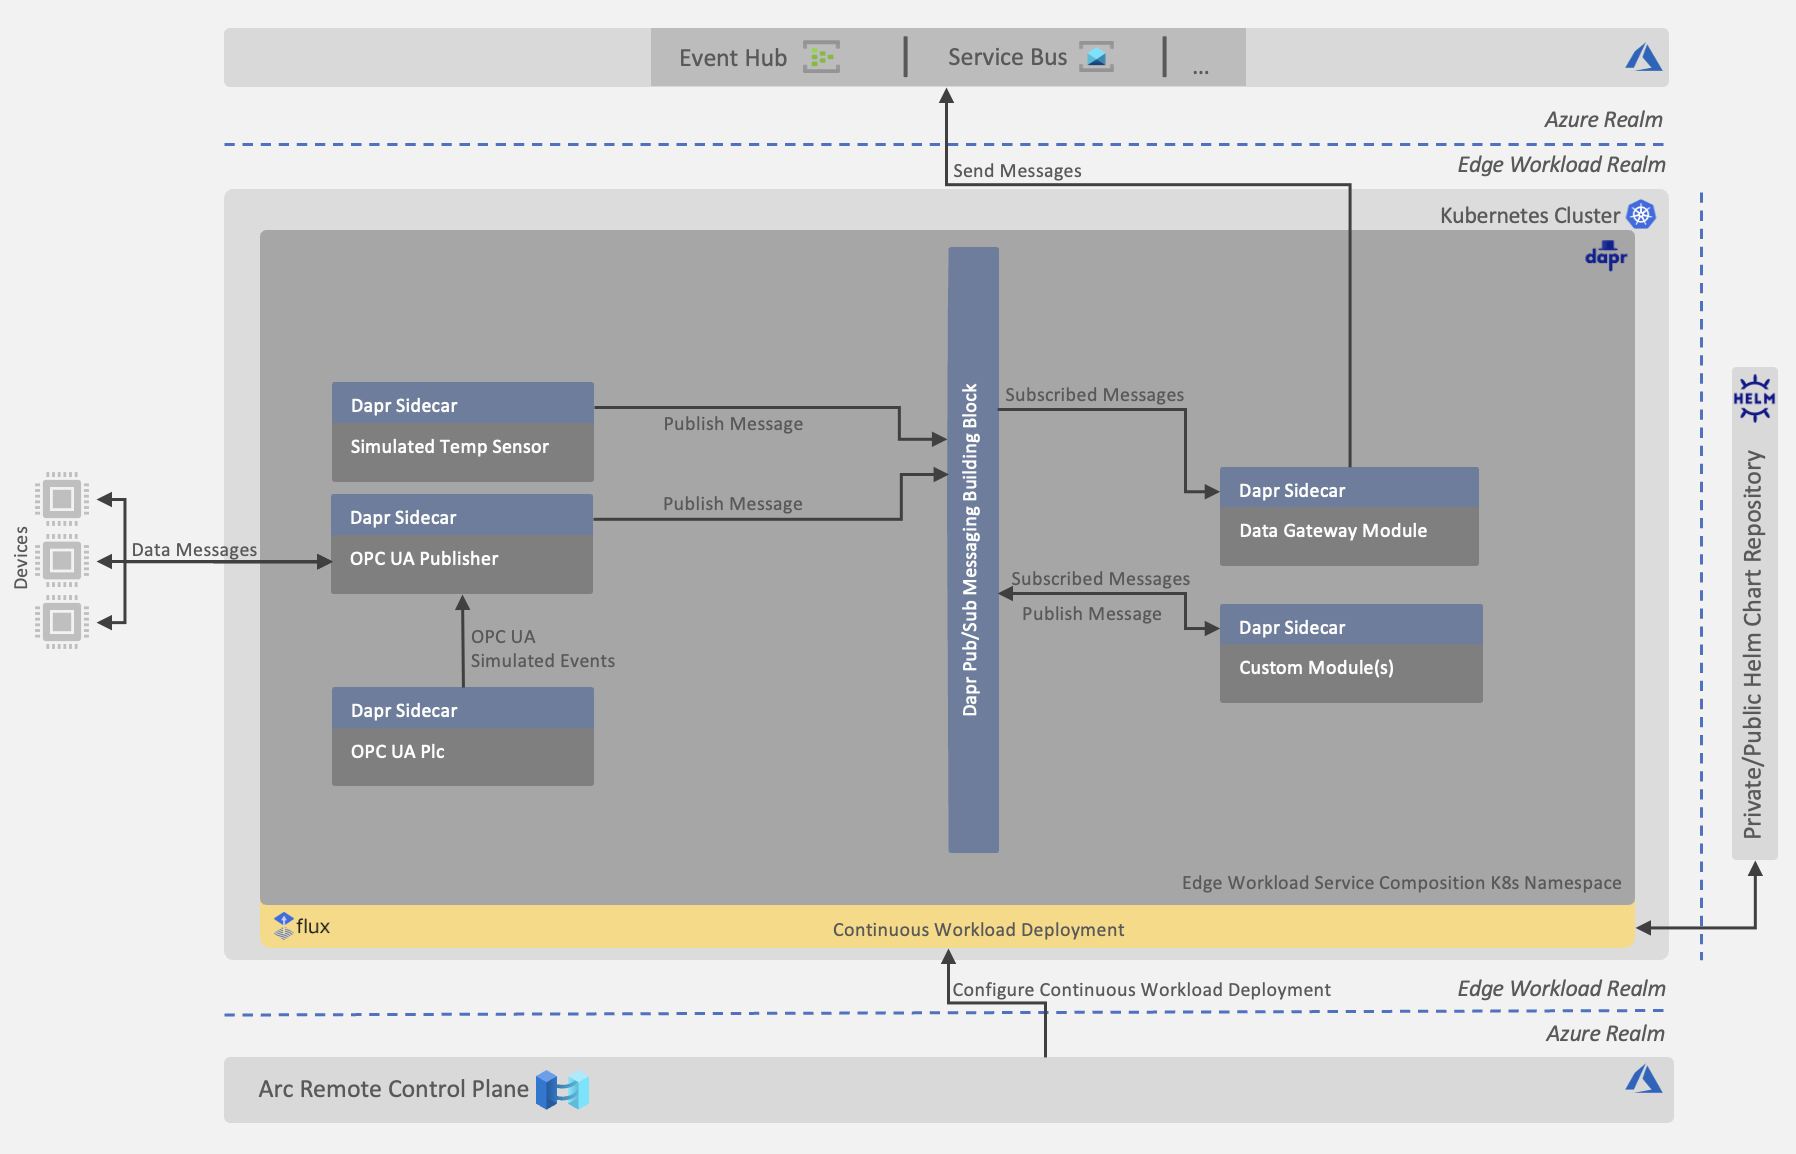 Event Hub
Service Bus
...
Azure Realm
Edge Workload Realm
Send Messages
Kubernetes Cluster
dapr
Dapr Sidecar
Simulated Temp Sensor
Publish Message
Dapr Sidecar
OPC UA Publisher
Publish Message
Devices
Data Messages
OPC UA
Simulated Events
Dapr Sidecar
OPC UA Plc
Dapr Pub/Sub Messaging Building Block
Subscribed Messages
Dapr Sidecar
Data Gateway Module
Subscribed Messages
Publish Message
Dapr Sidecar
Custom Module(s)
Edge Workload Service Composition K8s Namespace
flux
Continuous Workload Deployment
HELM
Private/Public Helm Chart Repository
Configure Continuous Workload Deployment
Edge Workload Realm
Azure Realm
Arc Remote Control Plane